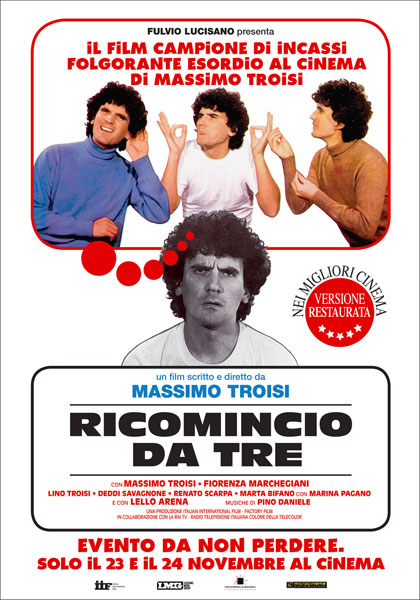 FULVIO LUCISANO presenta
iL FILM CAMPIONE Di iNCASSi
FOLGORANTE ESORDiO AL CiNEMA
Di MASSiMO TROiSi
NEI MIGLIORI CINEMA
VERSIONE
RESTAURATA
un film scritto e diretto da
MASSIMO TROISI
RICOMINCIO
DA TRE
CON MASSIMO TROISI • FIORENZA MARCHEGIANI
LINO TROISI • DEDDI SAVAGNONE • RENATO SCARPA • MARTA BIFANO CON MARINA PAGANO
E CON LELLO ARENA MUSICHE DI PINO DANIELE
UNA PRODUZIONE ITALIAN INTERNATIONAL FILM - FACTORY FILM
IN COLLABORAZIONE CON LA RAI TV - RADIO TELEVISIONE ITALIANA COLORE DELLA TELECOLOR
EVENTO DA NON PERDERE.
SOLO iL 23 E iL 24 NOVEMBRE AL CiNEMA
iif